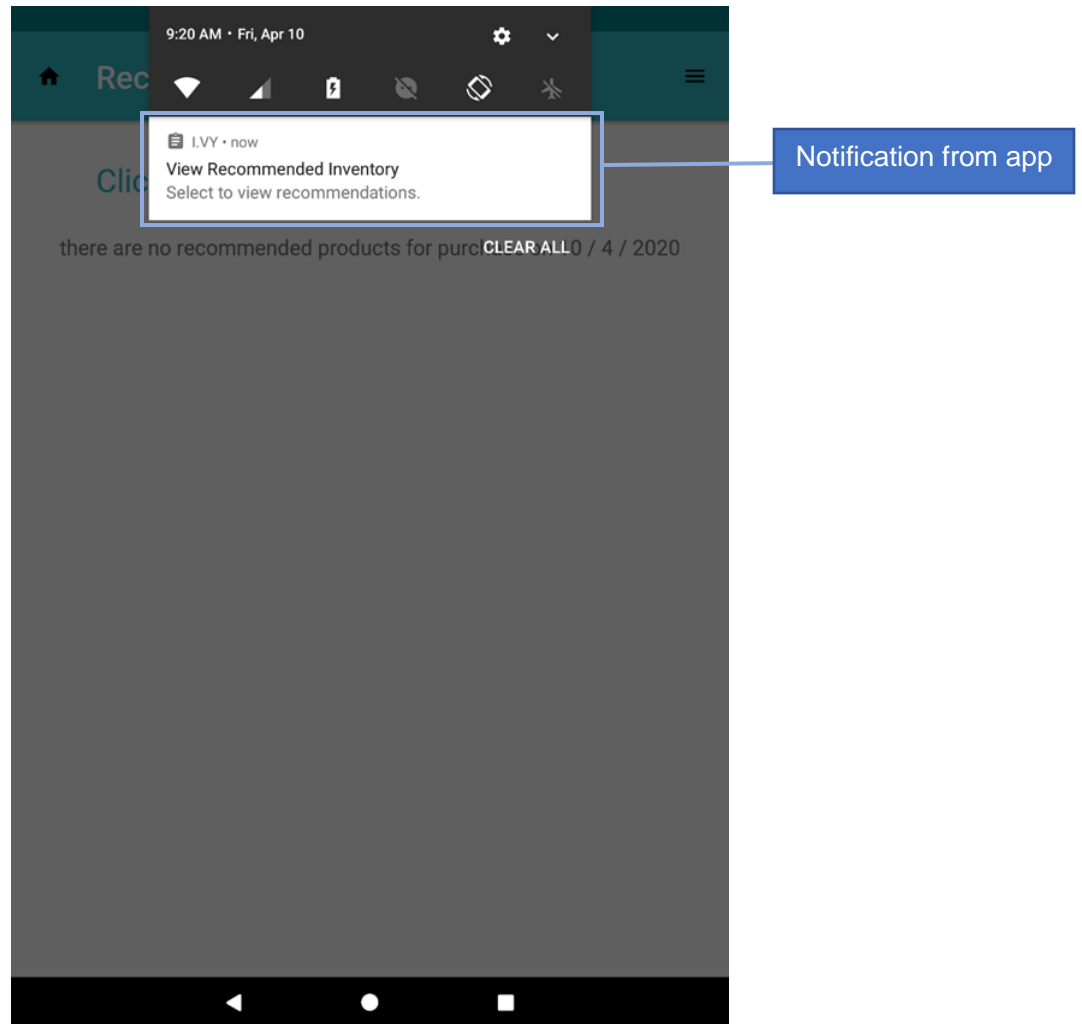 9:20 AM • Fri, Apr 10
Rec
I.VY • now
View Recommended Inventory
Select to view recommendations.
Notification from app
Clic
there are no recommended products for purch 0 / 4 / 2020
CLEAR ALL